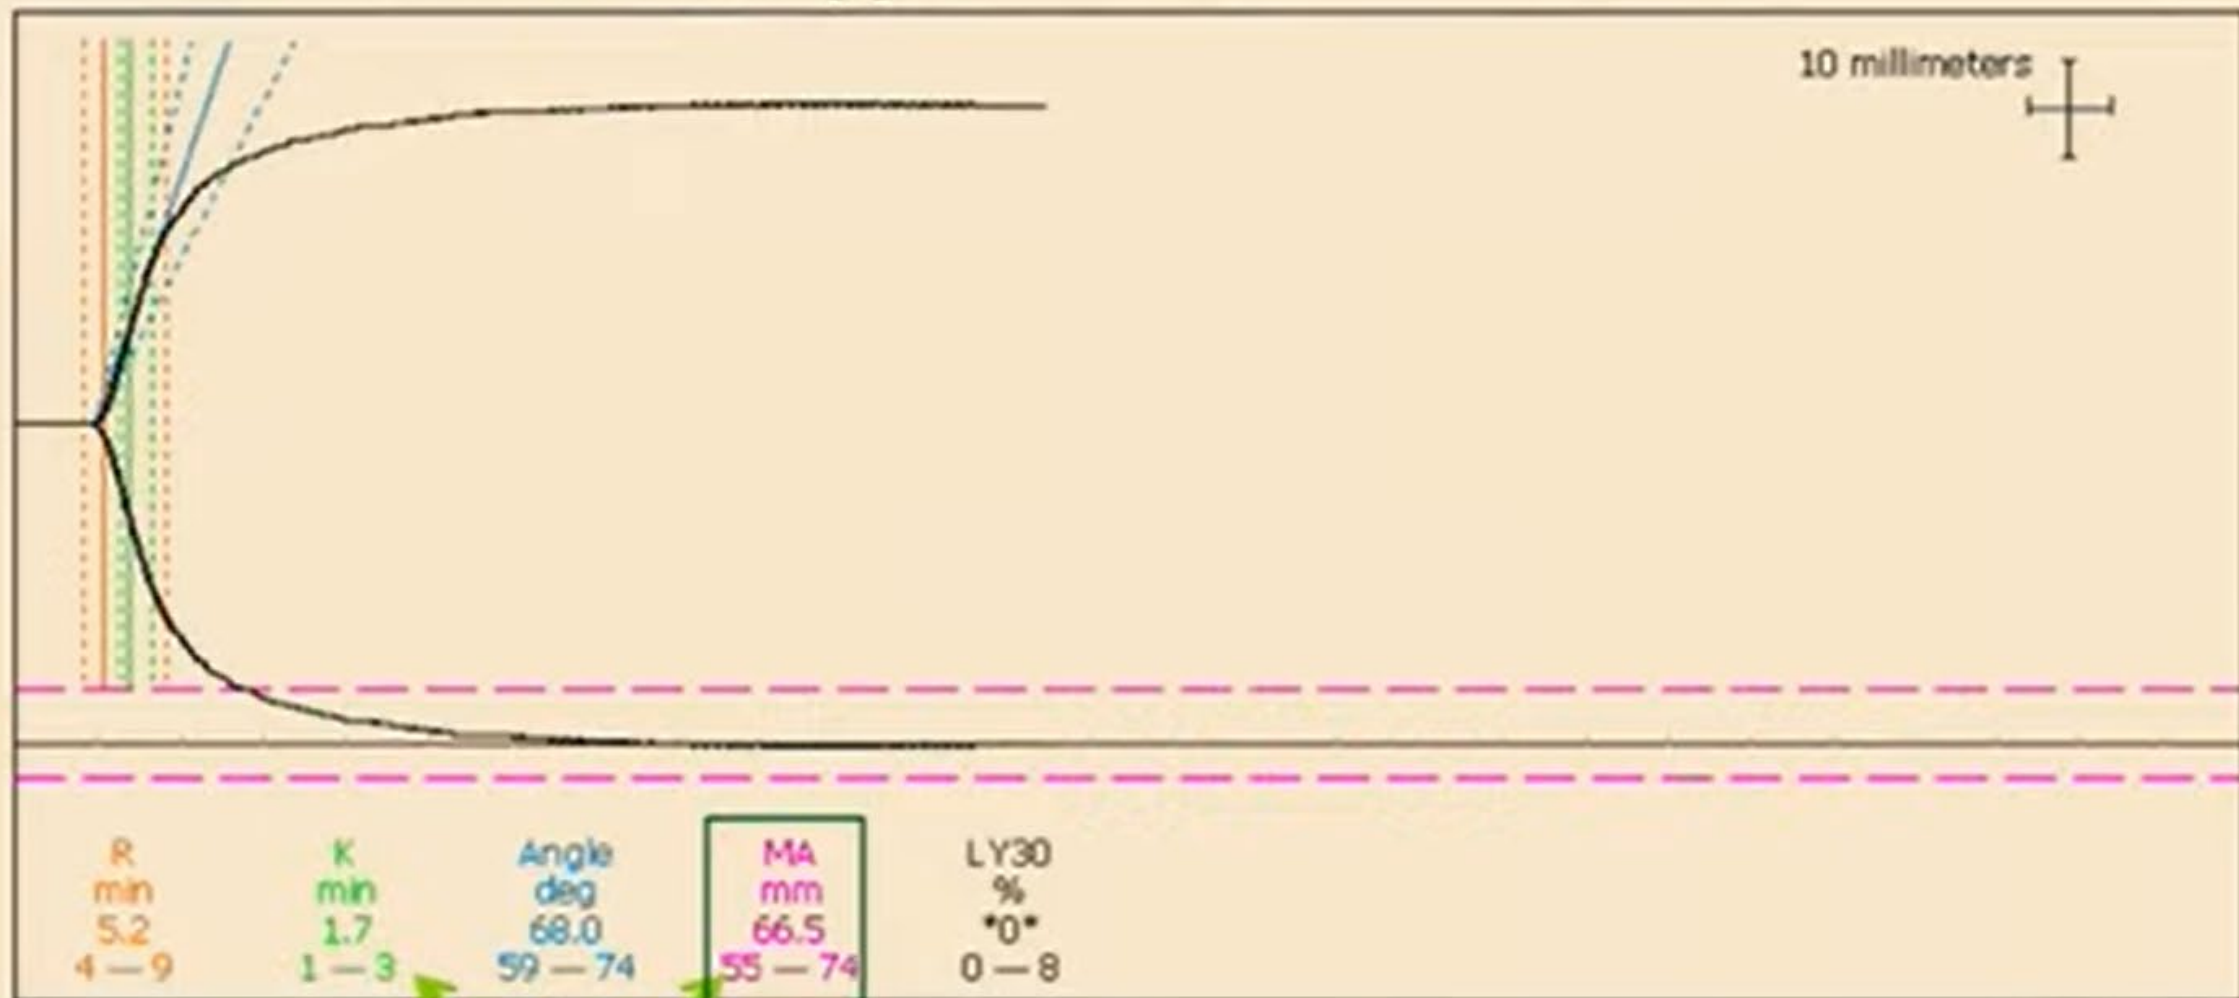 10 millimeters
R K Angle MA LY30
min min deg mm %
5.2 1.7 68.0 66.5 *0*
4 — 9 1 — 3 59 — 74 55 — 74 0 — 8